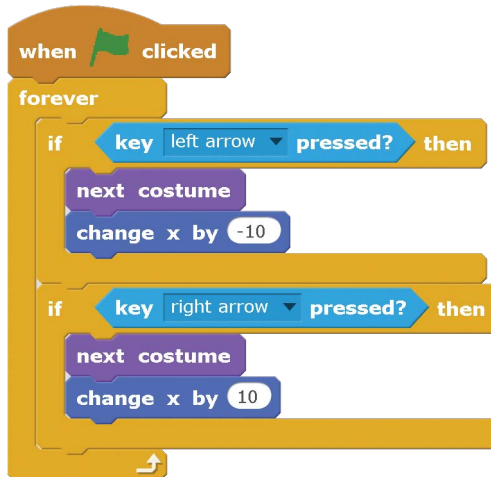 when clicked
forever
if key left arrow pressed? then
next costume
change x by -10
if key right arrow pressed? then
next costume
change x by 10